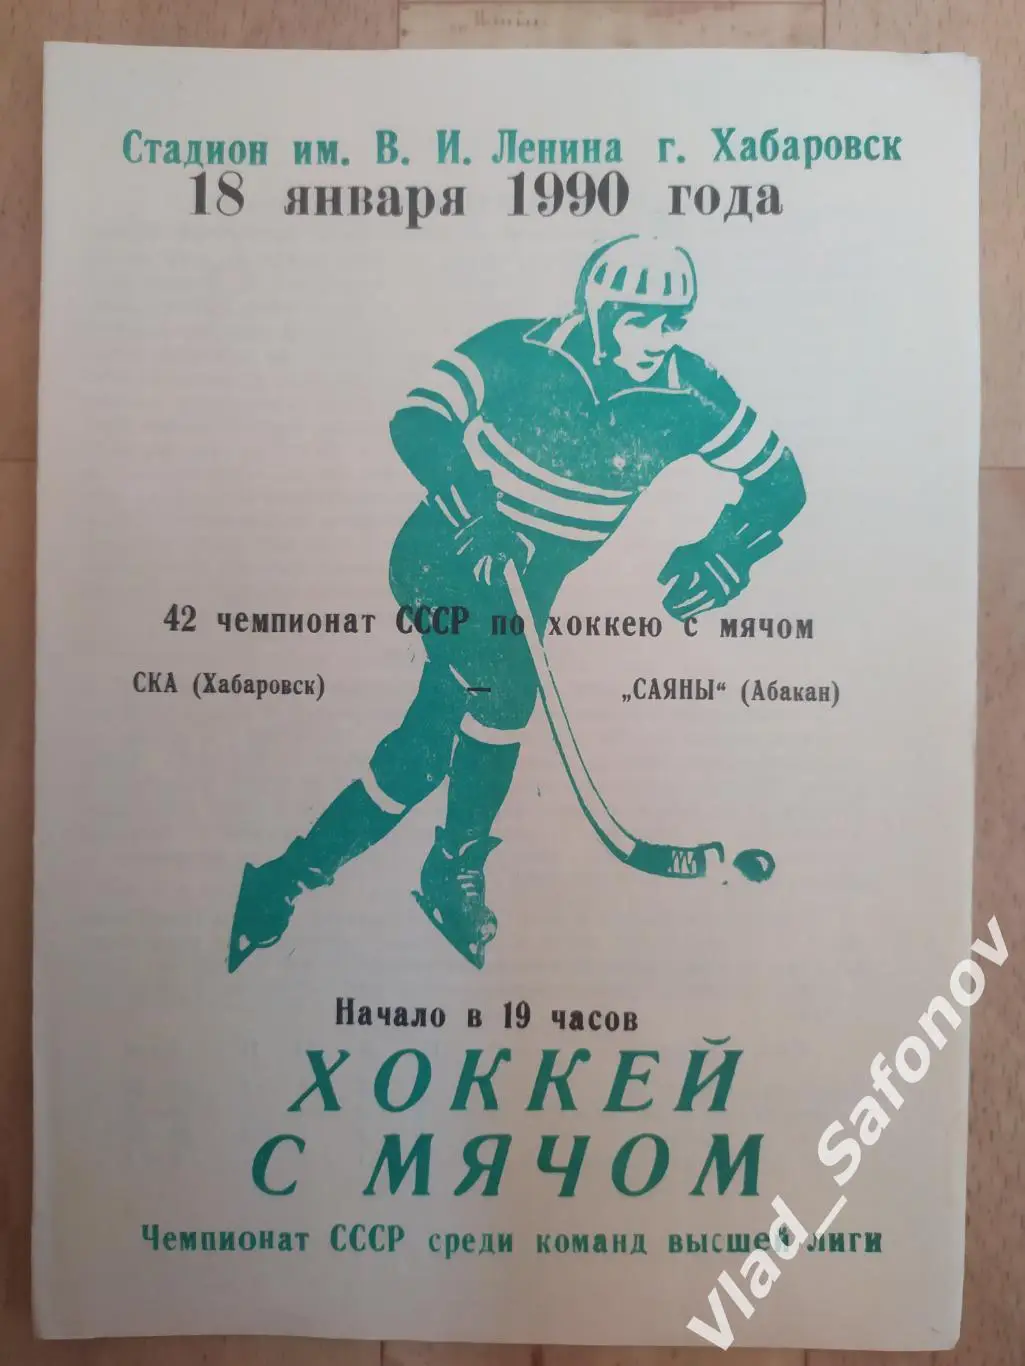 Стадион им. В. И. Ленина г. Хабаровск
18 января 1990 года
42 чемпионат СССР по хоккею с мячом
СКА (Хабаровск) — „САЯНЫ“ (Абакан)
Начало в 19 часов
ХОККЕЙ
С МЯЧОМ
Чемпионат СССР среди команд высшей лиги
Vlad_Safonov